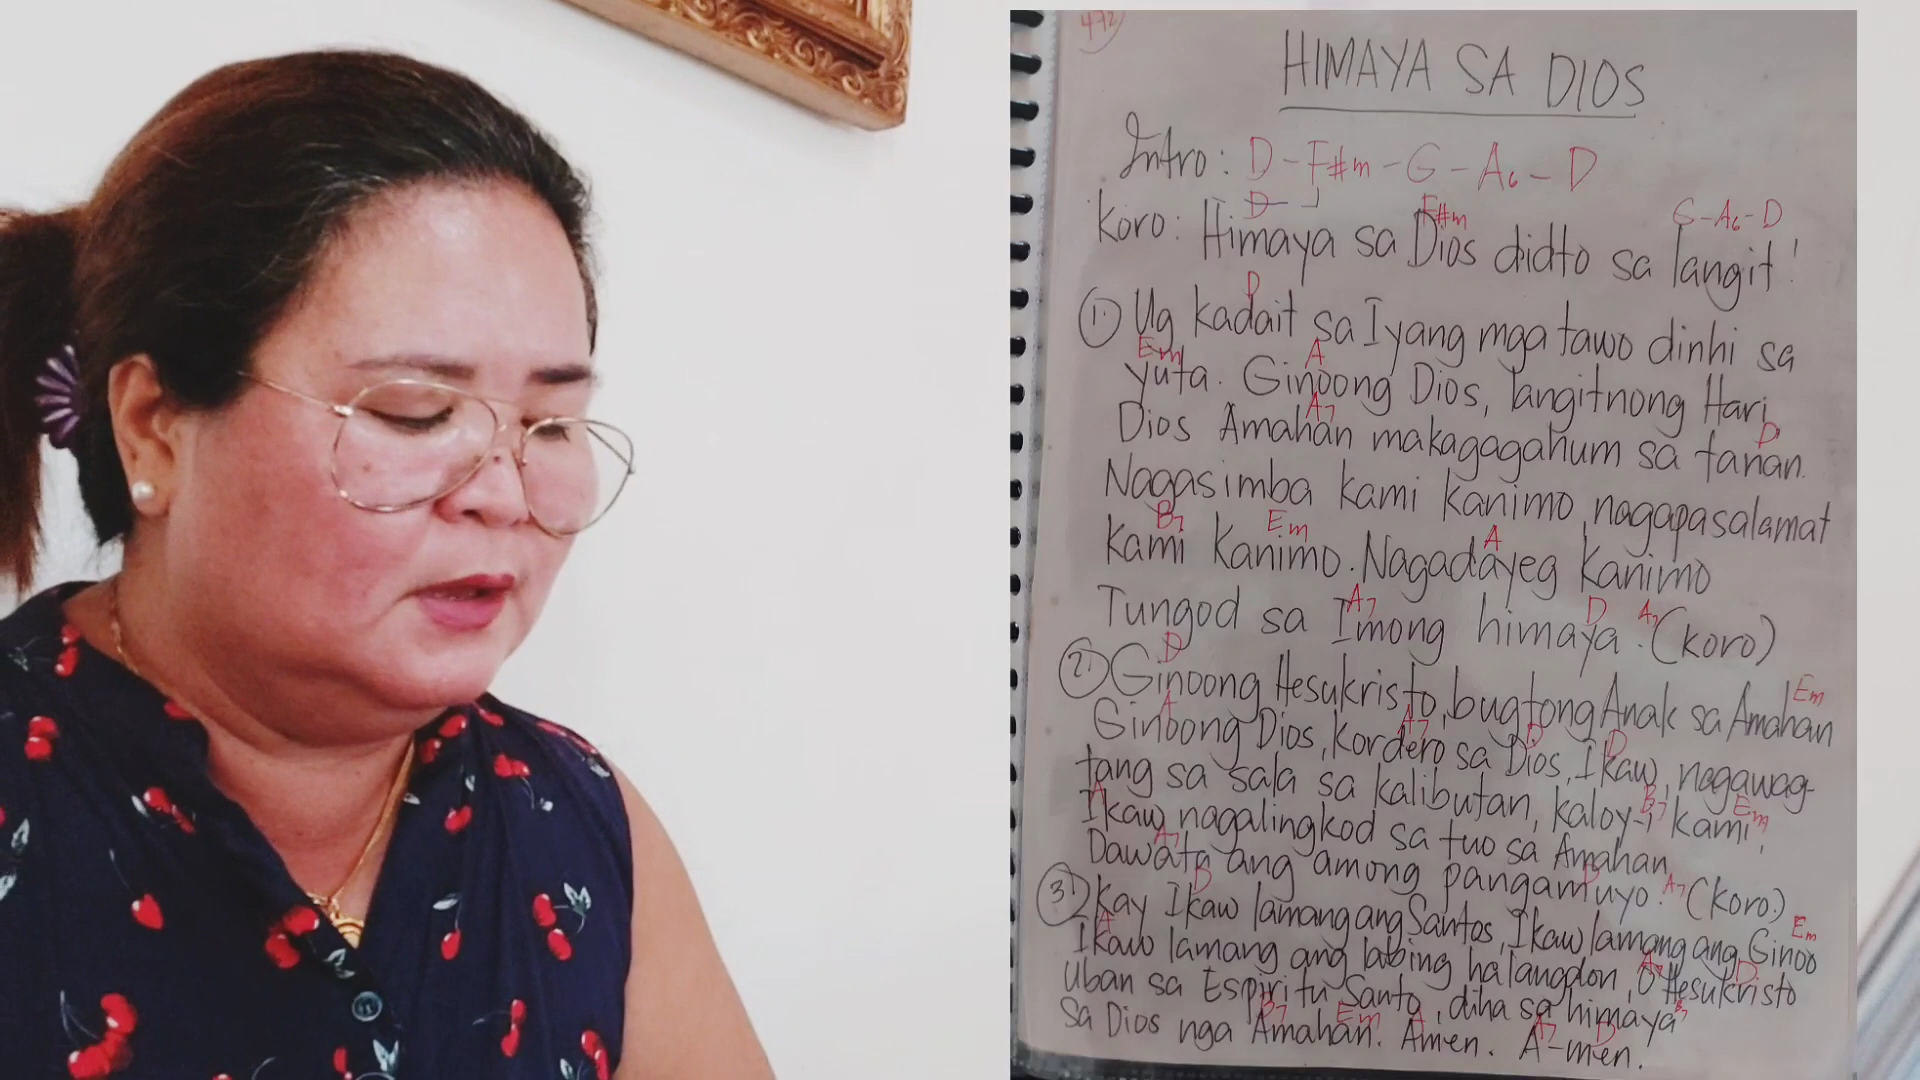 472
HIMAYA SA DIOS
Intro: D - F#m - G - A6 - D
D F#m G - A6 - D
Koro: Himaya sa Dios didto sa langit!
D
1. Ug kadait sa Iyang mga tawo dinhi sa
Em A
yuta. Ginoong Dios, langitnong Hari
A7 D
Dios Amahan makagagahum sa tanan.
Nagasimba kami kanimo, nagapasalamat
B7 Em A
kami kanimo. Nagadayeg kanimo
A7 D A7
Tungod sa Imong himaya. (koro)
D Em
2. Ginoong Hesukristo, bugtong Anak sa Amahan
A A7 D D
Ginoong Dios, kordero sa Dios, Ikaw, nagawag-
tang sa sala sa kalibutan, kaloy-i kami,
A B7 Em
Ikaw nagalingkod sa tuo sa Amahan
A7 D A7
Dawata ang among pangamuyo. (koro.)
D Em
3. Kay Ikaw lamang ang Santos, Ikaw lamang ang Ginoo
A A7 D
Ikaw lamang ang labing halangdon, O Hesukristo
Uban sa Espiritu Santo, diha sa himaya
B7 Em A A7 D
Sa Dios nga Amahan. Amen. A-men.